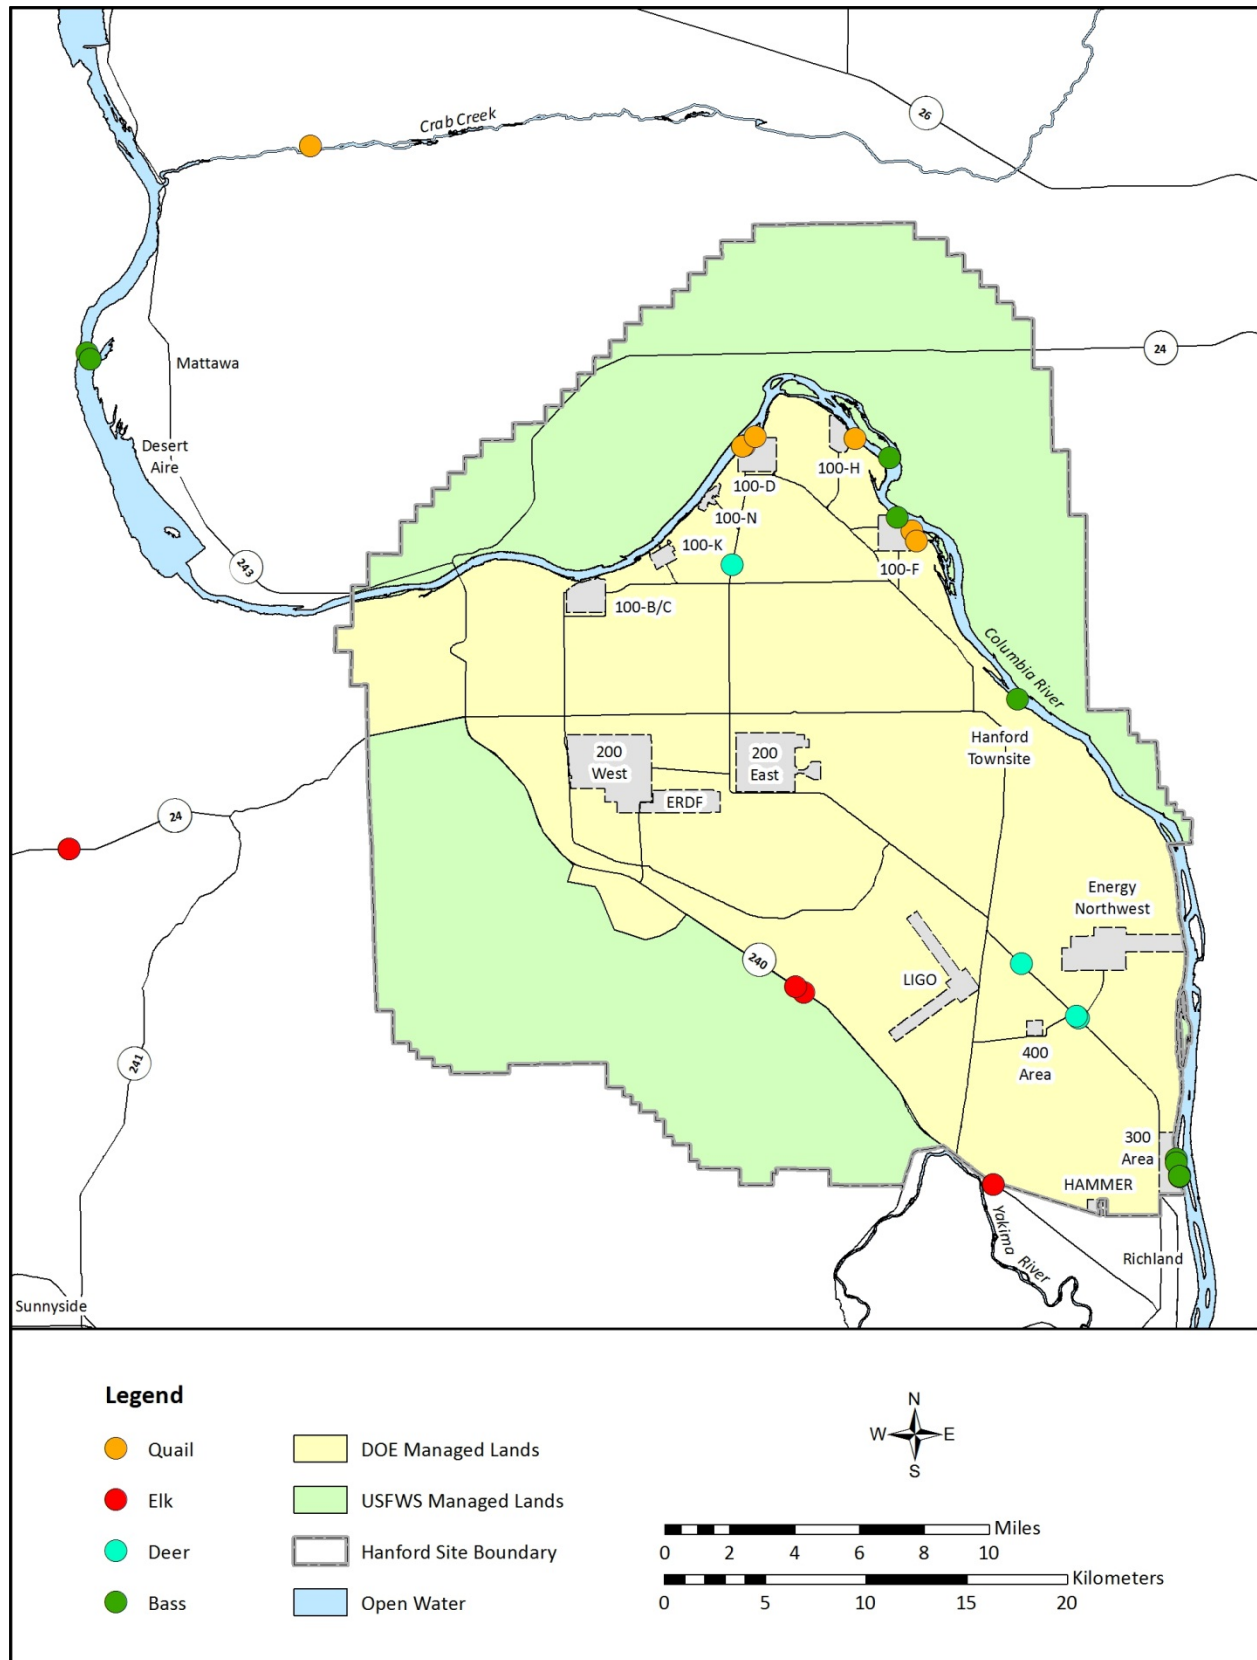 Crab Creek
26
Mattawa
24
Desert
Aire
100-H
100-D
100-N
100-K
100-F
243
100-B/C
Columbia River
Hanford
Townsite
200
West
200
East
ERDF
24
Energy
Northwest
240
LIGO
400
Area
241
300
Area
HAMMER
Yakima River
Richland
Sunnyside
Legend
Quail
Elk
Deer
Bass
DOE Managed Lands
USFWS Managed Lands
Hanford Site Boundary
Open Water
N
W E
S
Miles
0 2 4 6 8 10
Kilometers
0 5 10 15 20